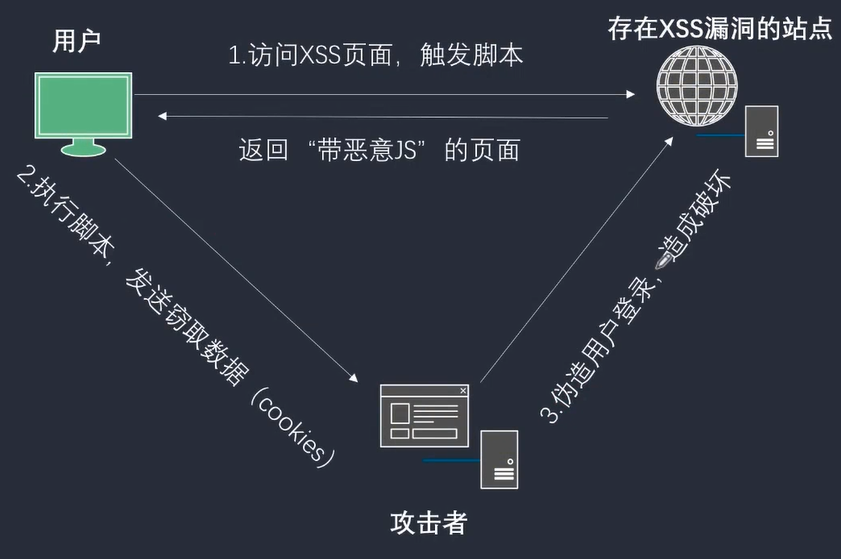 用户
存在XSS漏洞的站点
1.访问XSS页面，触发脚本
返回 “带恶意JS” 的页面
2.执行脚本，发送窃取数据（cookies）
3.伪造用户登录，造成破坏
攻击者